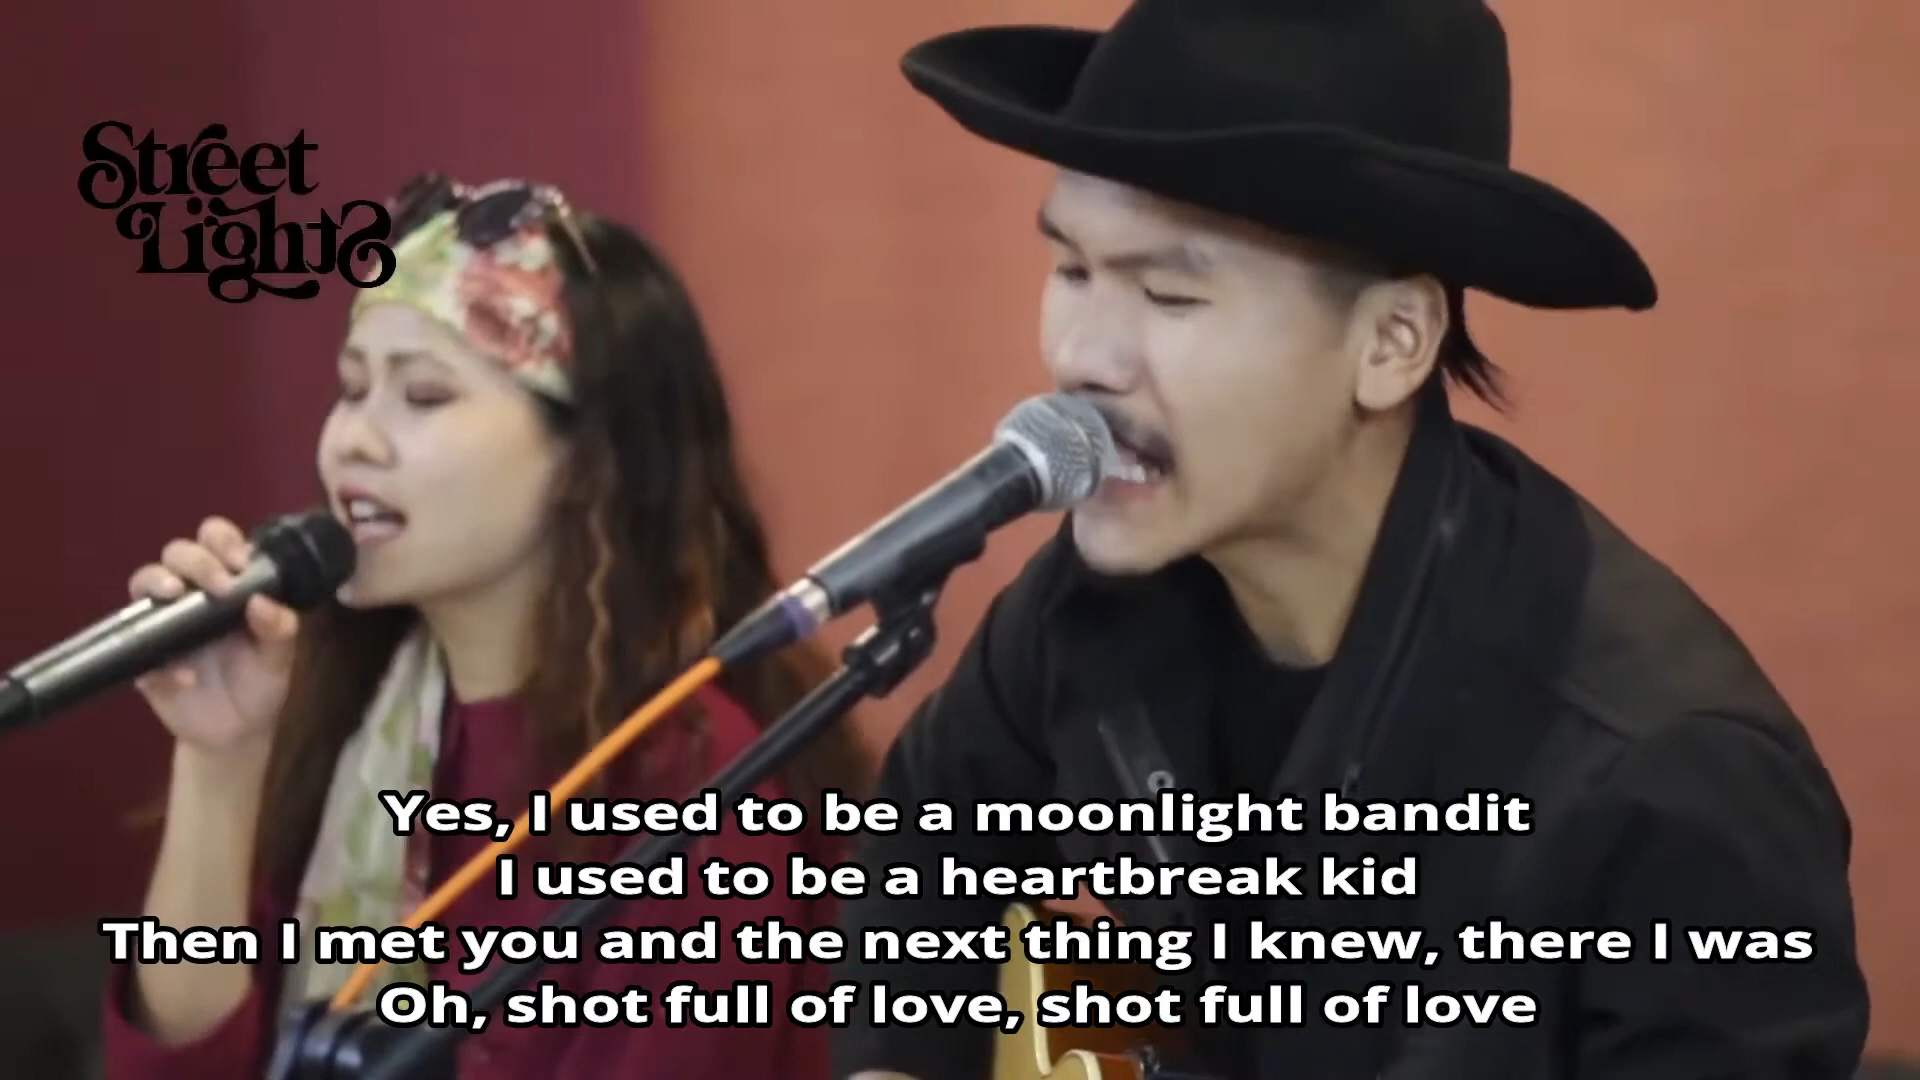 Street
Lights
Yes, I used to be a moonlight bandit
I used to be a heartbreak kid
Then I met you and the next thing I knew, there I was
Oh, shot full of love, shot full of love